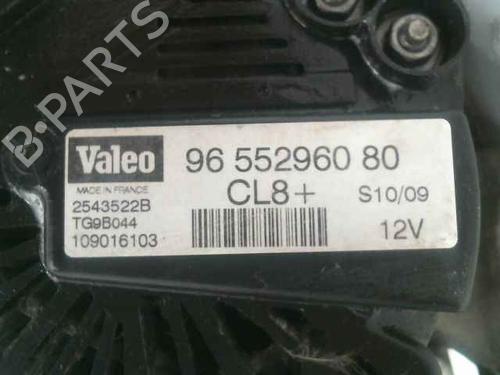 B-PARTS
Valeo
MADE IN FRANCE
2543522B
TG9B044
109016103
96 552960 80
CL8+
S10/09
12V